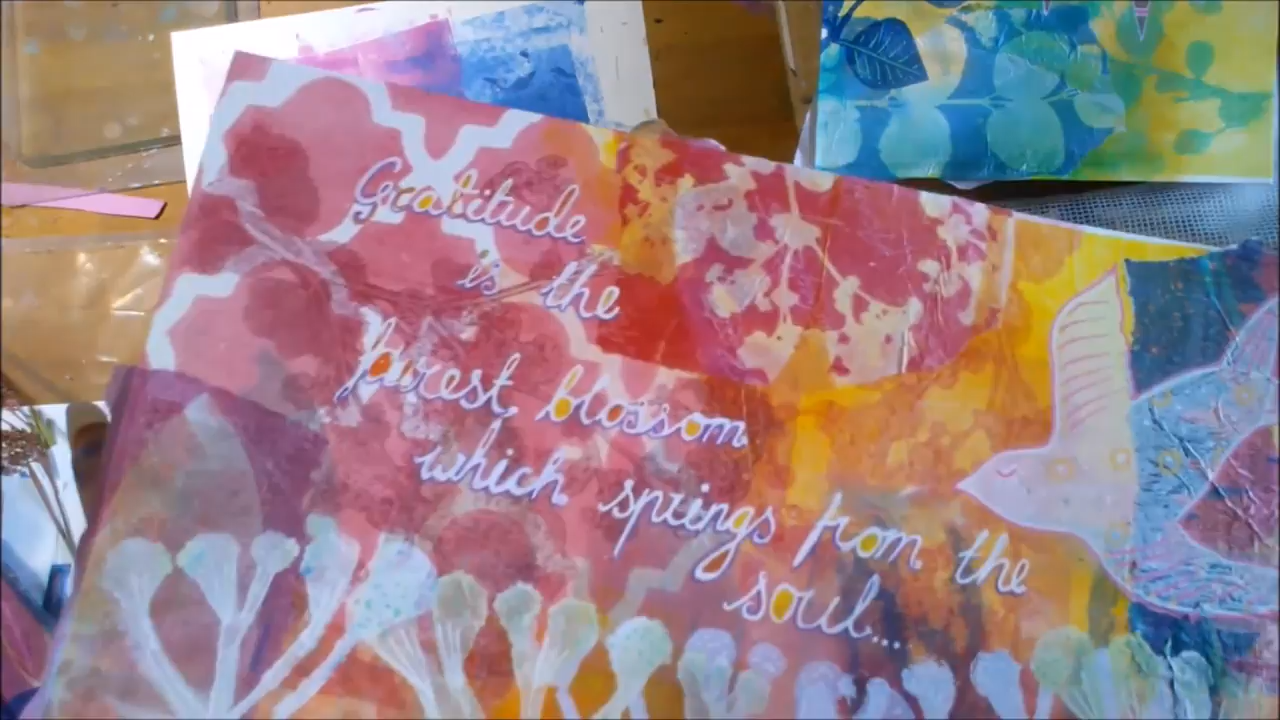 Gratitude
is the
fairest blossom
which springs from the
soul...